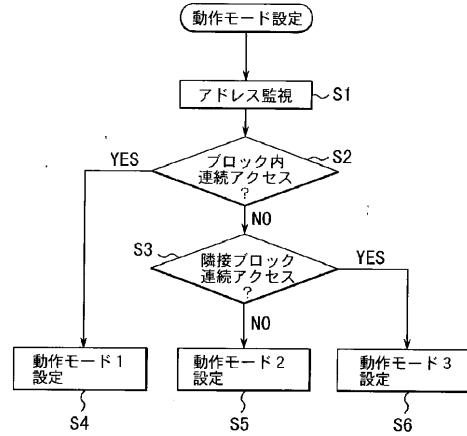 動作モード設定
アドレス監視
S1
ブロック内
連続アクセス
?
S2
YES
NO
S3
隣接ブロック
連続アクセス
?
YES
NO
動作モード1
設定
動作モード2
設定
動作モード3
設定
S4
S5
S6